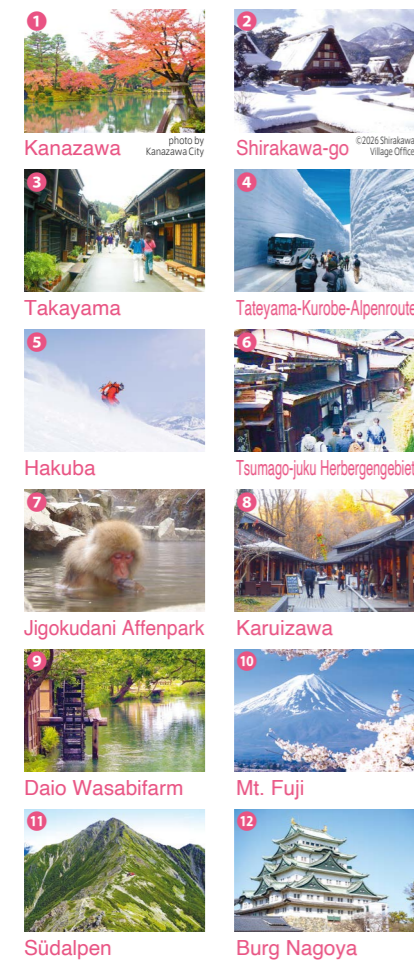 1
2
Kanazawa
photo by
Kanazawa City
Shirakawa-go
©2026 Shirakawa
Village Office
3
4
Takayama
Tateyama-Kurobe-Alpenroute
5
6
Hakuba
Tsumago-juku Herbergengebiet
7
8
Jigokudani Affenpark
Karuizawa
9
10
Daio Wasabifarm
Mt. Fuji
11
12
Südalpen
Burg Nagoya